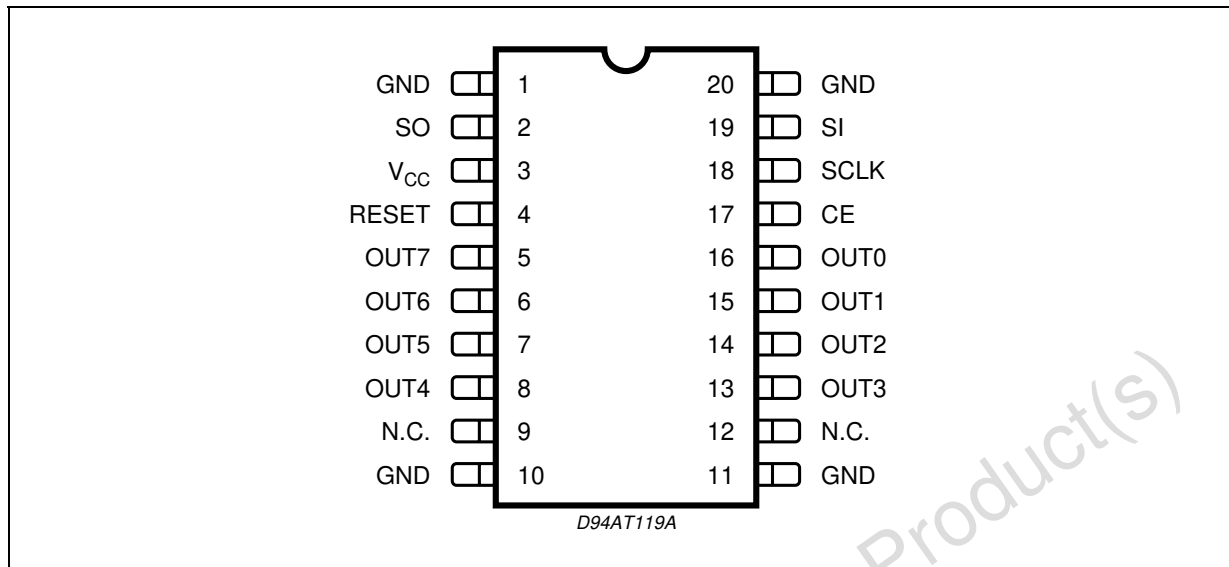 GND 1 20 GND
SO 2 19 SI
VCC 3 18 SCLK
RESET 4 17 CE
OUT7 5 16 OUT0
OUT6 6 15 OUT1
OUT5 7 14 OUT2
OUT4 8 13 OUT3
N.C. 9 12 N.C.
GND 10 11 GND
D94AT119A
Product(s)